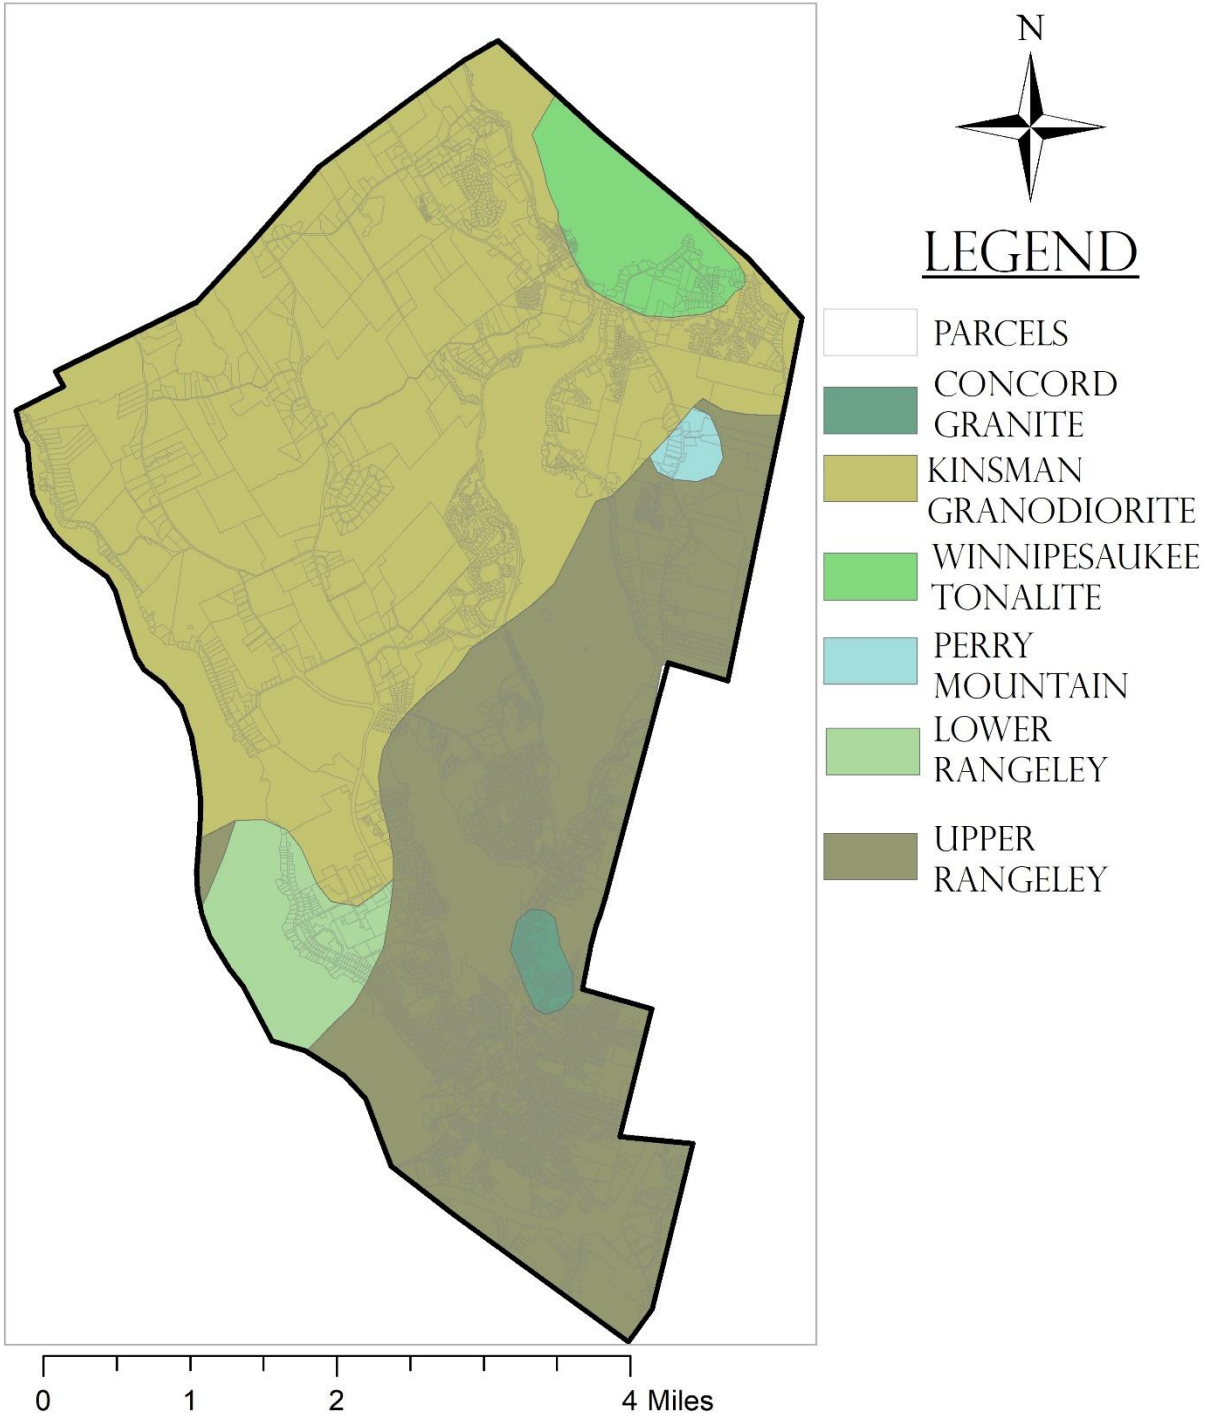 N
LEGEND
PARCELS
CONCORD
GRANITE
KINSMAN
GRANODIORITE
WINNIPESAUKEE
TONALITE
PERRY
MOUNTAIN
LOWER
RANGELEY
UPPER
RANGELEY
0 1 2 4 Miles